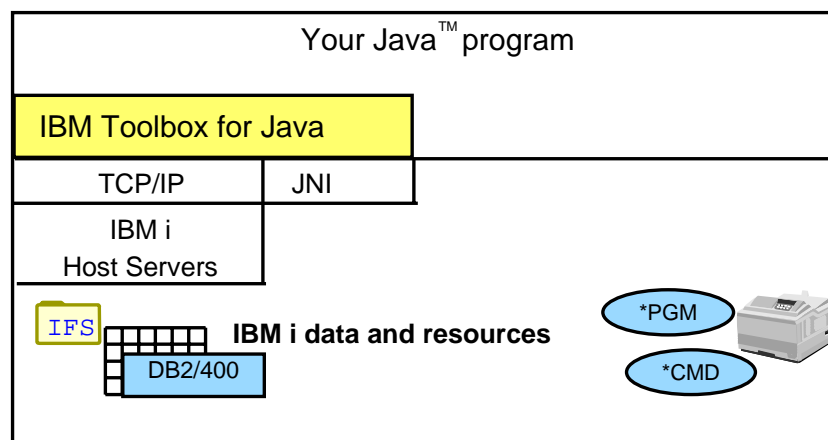 Your Java™ program
IBM Toolbox for Java
TCP/IP
JNI
IBM i
Host Servers
IFS
IBM i data and resources
DB2/400
*PGM
*CMD